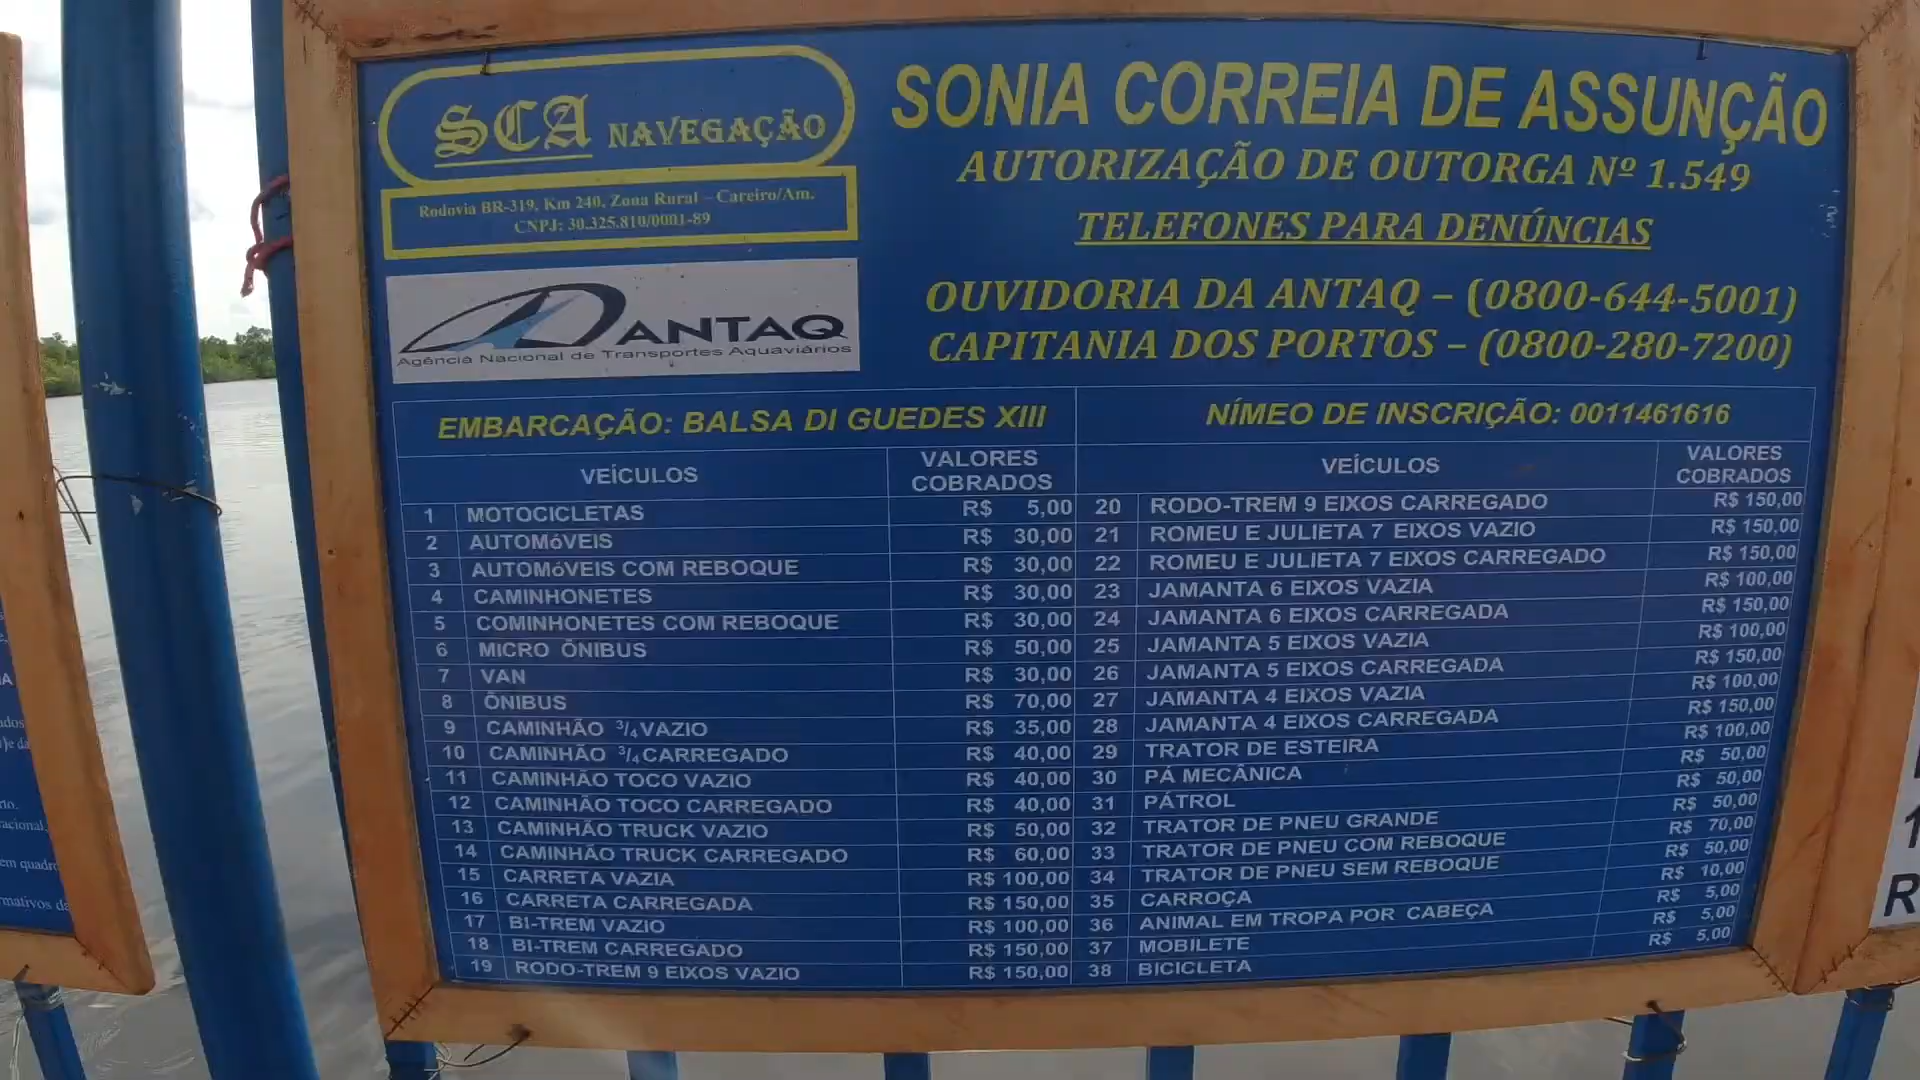 SCA NAVEGAÇÃO
Rodovia BR-319, Km 240, Zona Rural – Careiro/Am.
CNPJ: 30.325.810/0001-89
ANTAQ
Agência Nacional de Transportes Aquaviários
SONIA CORREIA DE ASSUNÇÃO
AUTORIZAÇÃO DE OUTORGA Nº 1.549
TELEFONES PARA DENÚNCIAS
OUVIDORIA DA ANTAQ – (0800-644-5001)
CAPITANIA DOS PORTOS – (0800-280-7200)
EMBARCAÇÃO: BALSA DI GUEDES XIII
VEÍCULOS VALORES COBRADOS
1 MOTOCICLETAS R$ 5,00
2 AUTOMóVEIS R$ 30,00
3 AUTOMóVEIS COM REBOQUE R$ 30,00
4 CAMINHONETES R$ 30,00
5 COMINHONETES COM REBOQUE R$ 30,00
6 MICRO ÔNIBUS R$ 50,00
7 VAN R$ 30,00
8 ÔNIBUS R$ 70,00
9 CAMINHÃO 3/4 VAZIO R$ 35,00
10 CAMINHÃO 3/4 CARREGADO R$ 40,00
11 CAMINHÃO TOCO VAZIO R$ 40,00
12 CAMINHÃO TOCO CARREGADO R$ 40,00
13 CAMINHÃO TRUCK VAZIO R$ 50,00
14 CAMINHÃO TRUCK CARREGADO R$ 60,00
15 CARRETA VAZIA R$ 100,00
16 CARRETA CARREGADA R$ 150,00
17 BI-TREM VAZIO R$ 100,00
18 BI-TREM CARREGADO R$ 150,00
19 RODO-TREM 9 EIXOS VAZIO R$ 150,00
NÍMEO DE INSCRIÇÃO: 0011461616
VEÍCULOS VALORES COBRADOS
20 RODO-TREM 9 EIXOS CARREGADO R$ 150,00
21 ROMEU E JULIETA 7 EIXOS VAZIO R$ 150,00
22 ROMEU E JULIETA 7 EIXOS CARREGADO R$ 150,00
23 JAMANTA 6 EIXOS VAZIA R$ 100,00
24 JAMANTA 6 EIXOS CARREGADA R$ 150,00
25 JAMANTA 5 EIXOS VAZIA R$ 100,00
26 JAMANTA 5 EIXOS CARREGADA R$ 150,00
27 JAMANTA 4 EIXOS VAZIA R$ 100,00
28 JAMANTA 4 EIXOS CARREGADA R$ 150,00
29 TRATOR DE ESTEIRA R$ 100,00
30 PÁ MECÂNICA R$ 50,00
31 PÁTROL R$ 50,00
32 TRATOR DE PNEU GRANDE R$ 50,00
33 TRATOR DE PNEU COM REBOQUE R$ 70,00
34 TRATOR DE PNEU SEM REBOQUE R$ 50,00
35 CARROÇA R$ 10,00
36 ANIMAL EM TROPA POR CABEÇA R$ 5,00
37 MOBILETE R$ 5,00
38 BICICLETA R$ 5,00